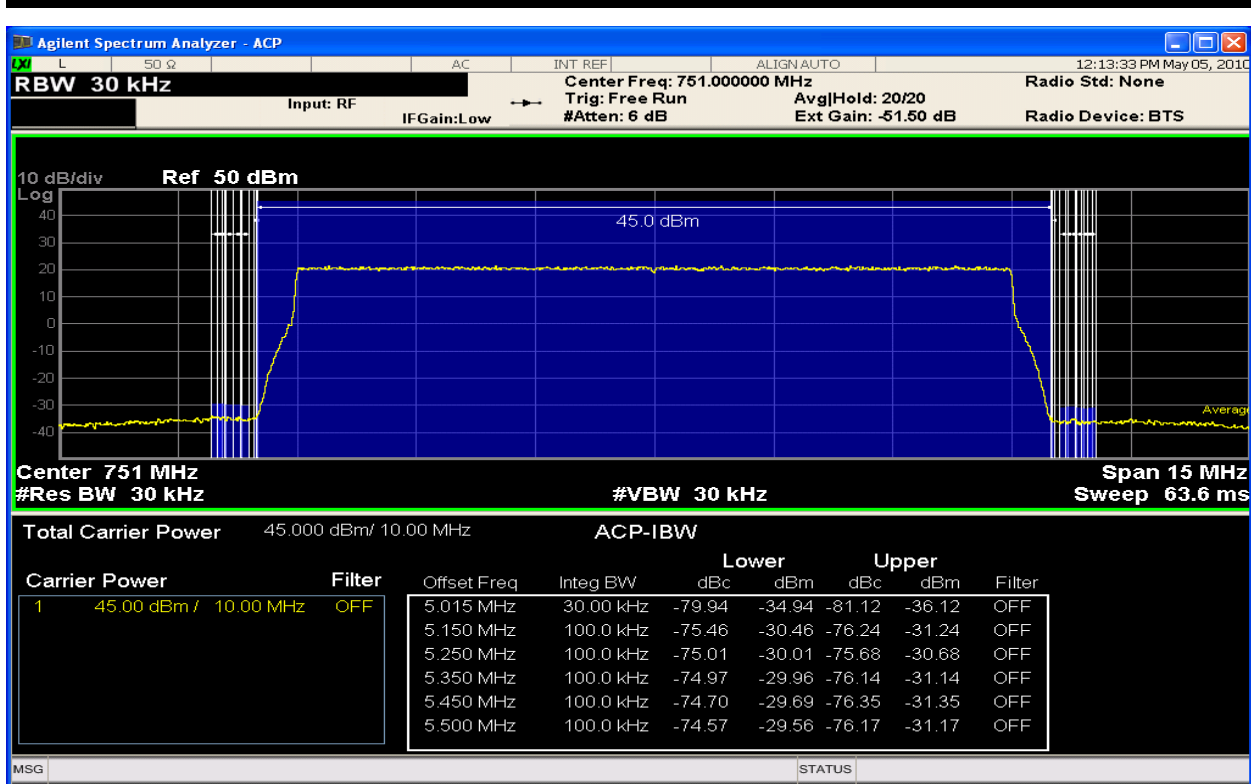 Agilent Spectrum Analyzer - ACP
LXI L 50 Ω AC INT REF ALIGN AUTO 12:13:33 PM May 05, 2010
RBW 30 kHz Center Freq: 751.000000 MHz Radio Std: None
Input: RF Trig: Free Run Avg|Hold: 20/20
IFGain:Low #Atten: 6 dB Ext Gain: -51.50 dB Radio Device: BTS
10 dB/div Ref 50 dBm
Log
40
45.0 dBm
30
20
10
0
-10
-20
-30
Average
-40
Center 751 MHz Span 15 MHz
#Res BW 30 kHz #VBW 30 kHz Sweep 63.6 ms
Total Carrier Power 45.000 dBm/ 10.00 MHz ACP-IBW
Lower Upper
Carrier Power Filter Offset Freq Integ BW dBc dBm dBc dBm Filter
1 45.00 dBm / 10.00 MHz OFF 5.015 MHz 30.00 kHz -79.94 -34.94 -81.12 -36.12 OFF
5.150 MHz 100.0 kHz -75.46 -30.46 -76.24 -31.24 OFF
5.250 MHz 100.0 kHz -75.01 -30.01 -75.68 -30.68 OFF
5.350 MHz 100.0 kHz -74.97 -29.96 -76.14 -31.14 OFF
5.450 MHz 100.0 kHz -74.70 -29.69 -76.35 -31.35 OFF
5.500 MHz 100.0 kHz -74.57 -29.56 -76.17 -31.17 OFF
MSG STATUS